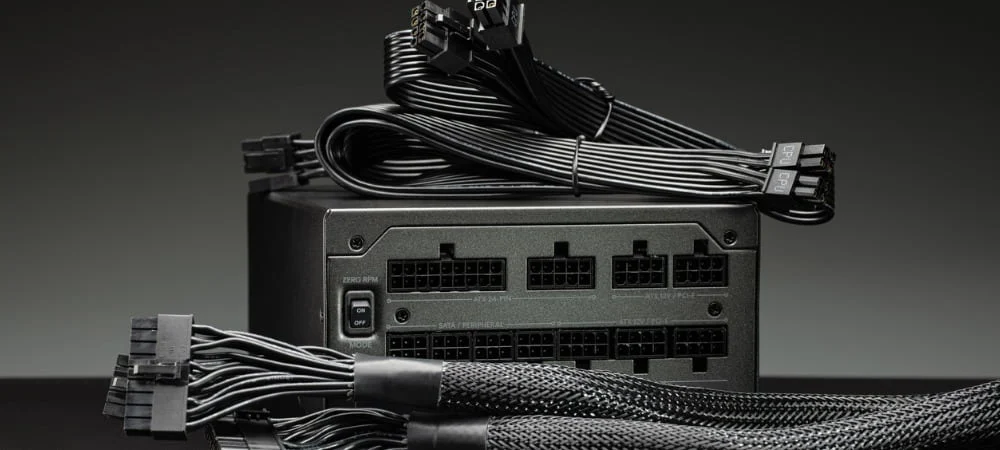 CPU
CPU
ZERO RPM
ON
OFF
MODE
ATX 24-PIN
ATX 12V / PCI-E
SATA / PERIPHERAL
ATX 12V / PCI-E